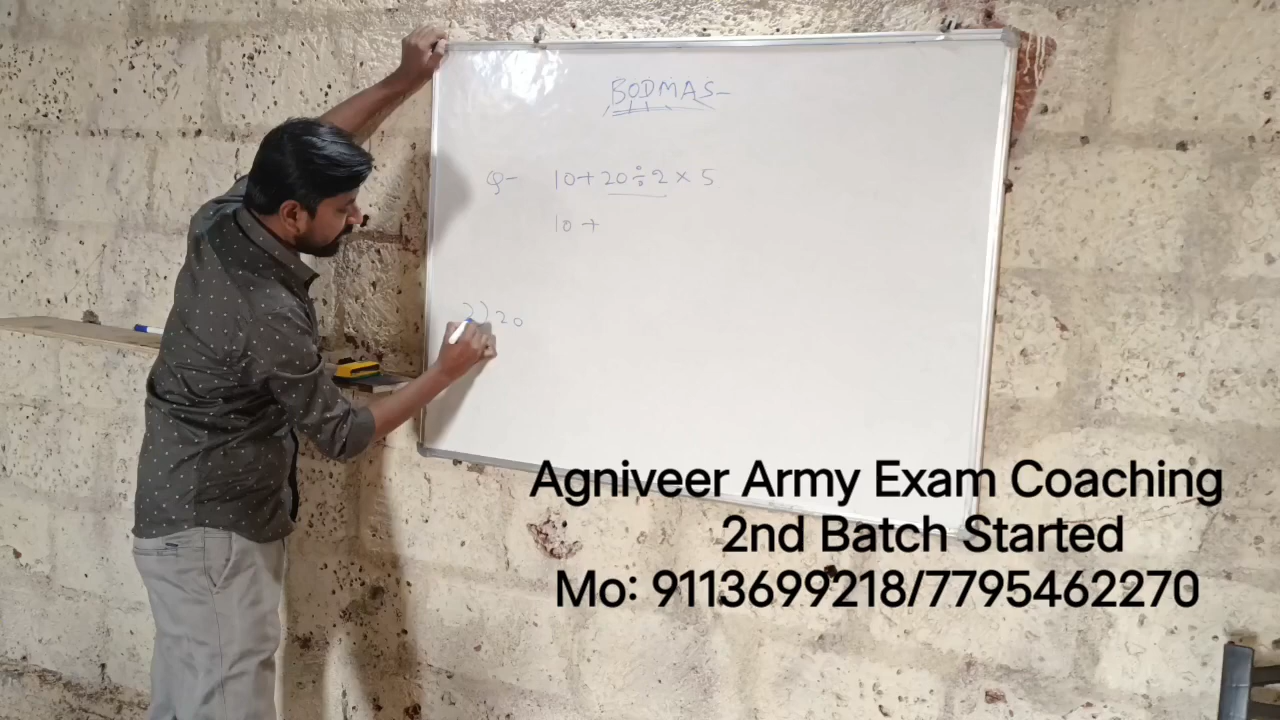 BODMAS-
Q- 10+20÷2×5
10 +
2)20
Agniveer Army Exam Coaching
2nd Batch Started
Mo: 9113699218/7795462270